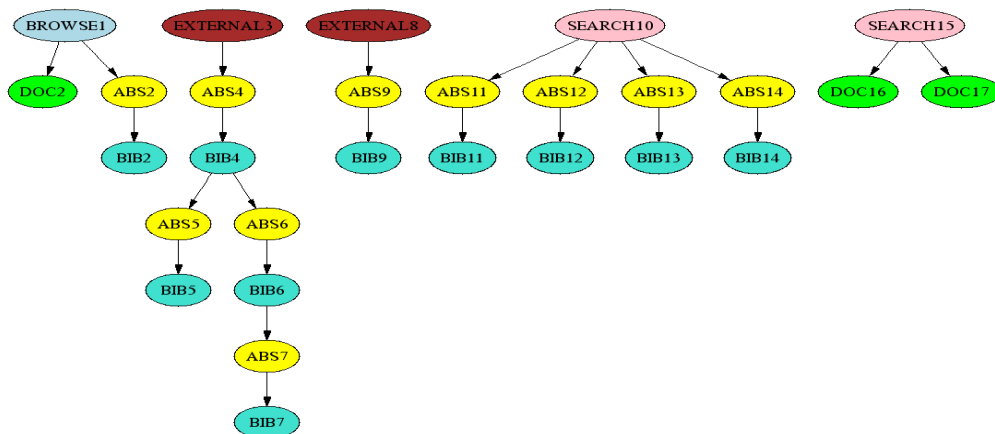 BROWSE1 EXTERNAL3 EXTERNAL8 SEARCH10 SEARCH15
DOC2 ABS2 ABS4 ABS9 ABS11 ABS12 ABS13 ABS14 DOC16 DOC17
BIB2 BIB4 BIB9 BIB11 BIB12 BIB13 BIB14
ABS5 ABS6
BIB5 BIB6
ABS7
BIB7